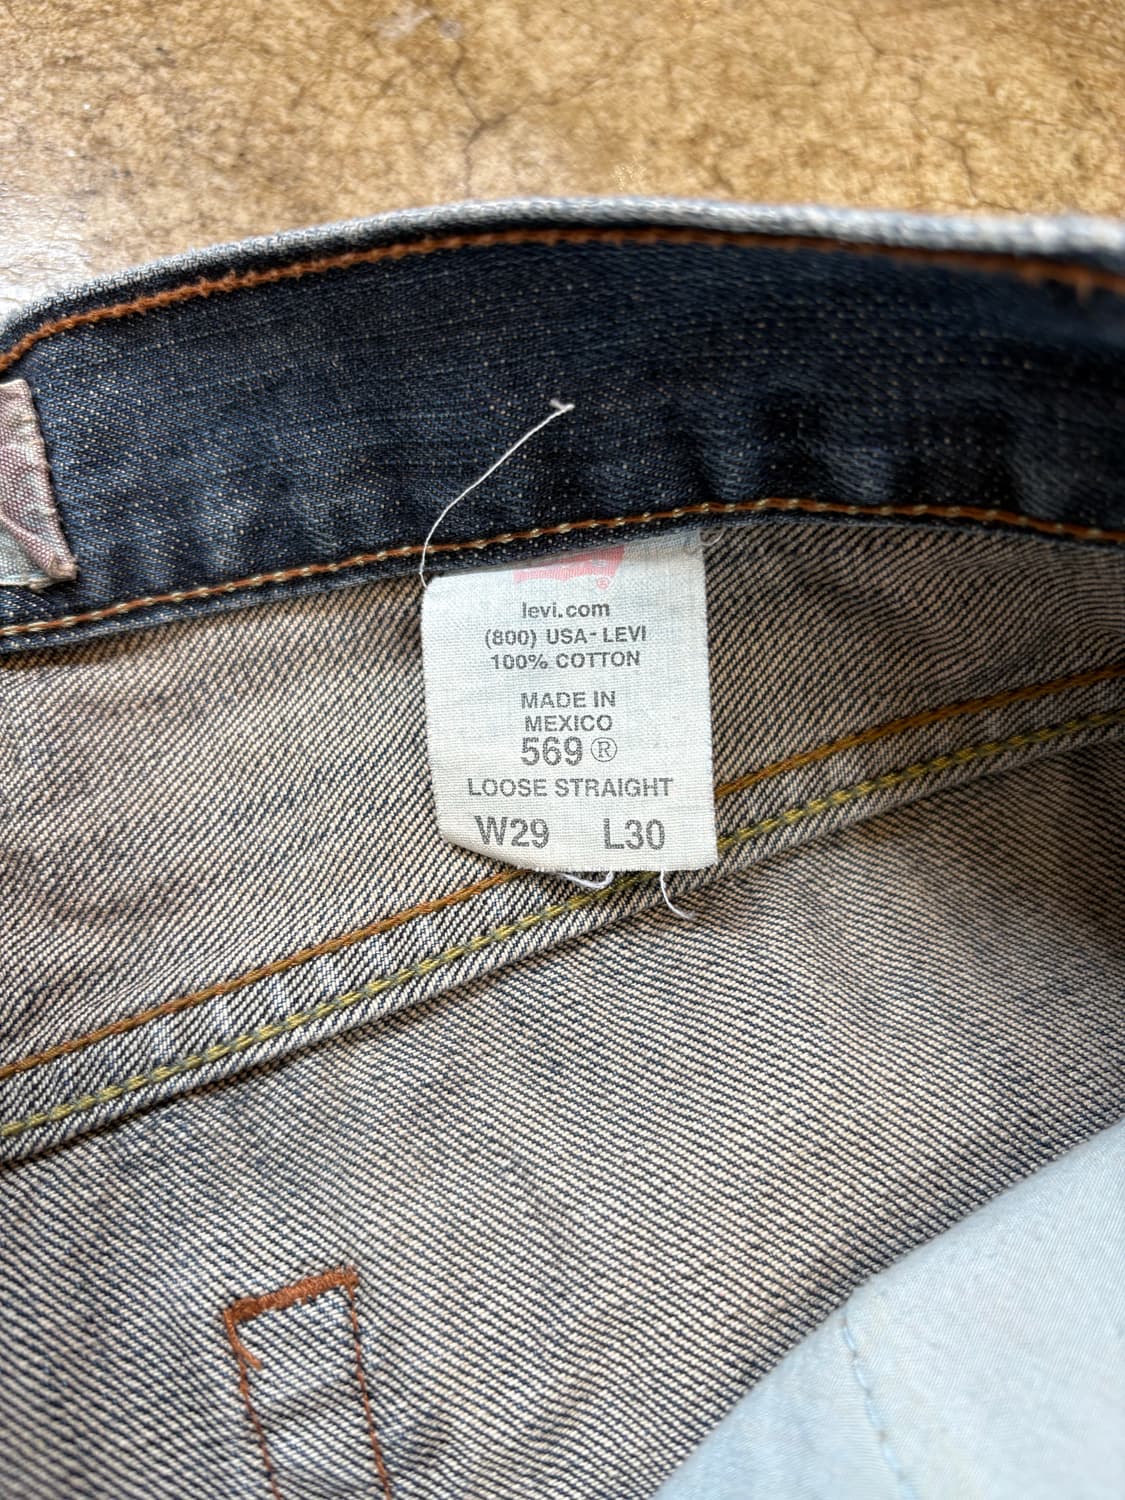 ®
levi.com
(800) USA-LEVI
100% COTTON
MADE IN
MEXICO
569®
LOOSE STRAIGHT
W29 L30